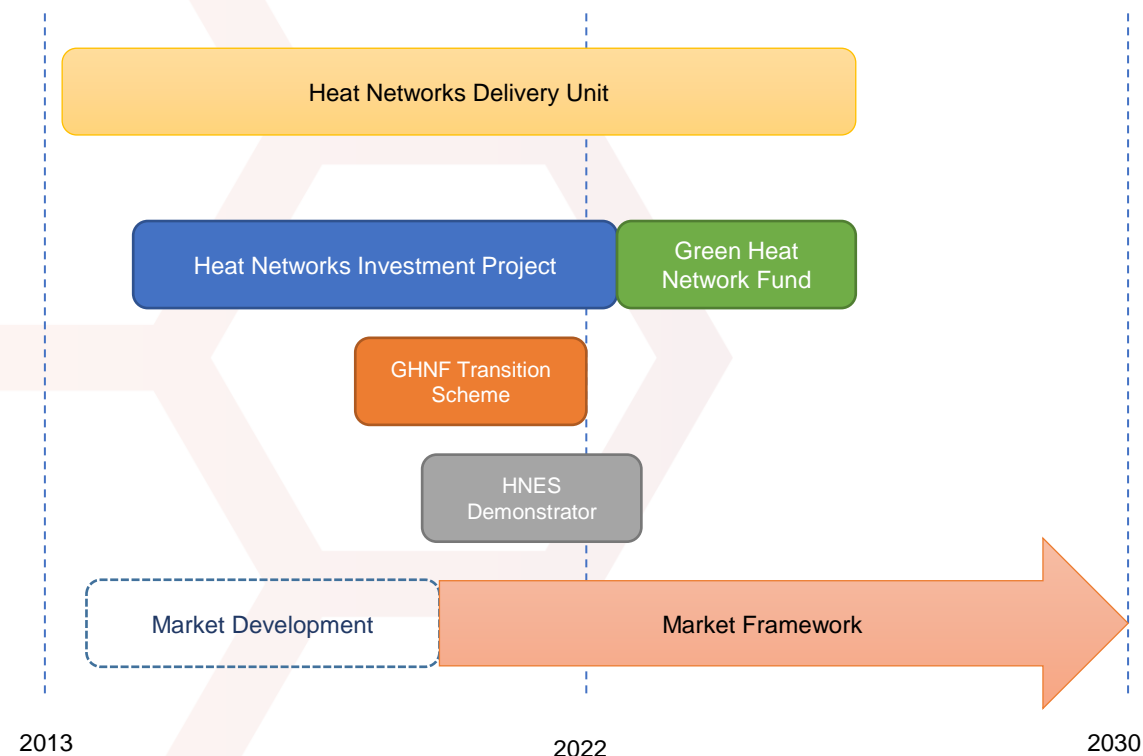 Heat Networks Delivery Unit
Heat Networks Investment Project
Green Heat
Network Fund
GHNF Transition
Scheme
HNES
Demonstrator
Market Development
Market Framework
2013
2022
2030